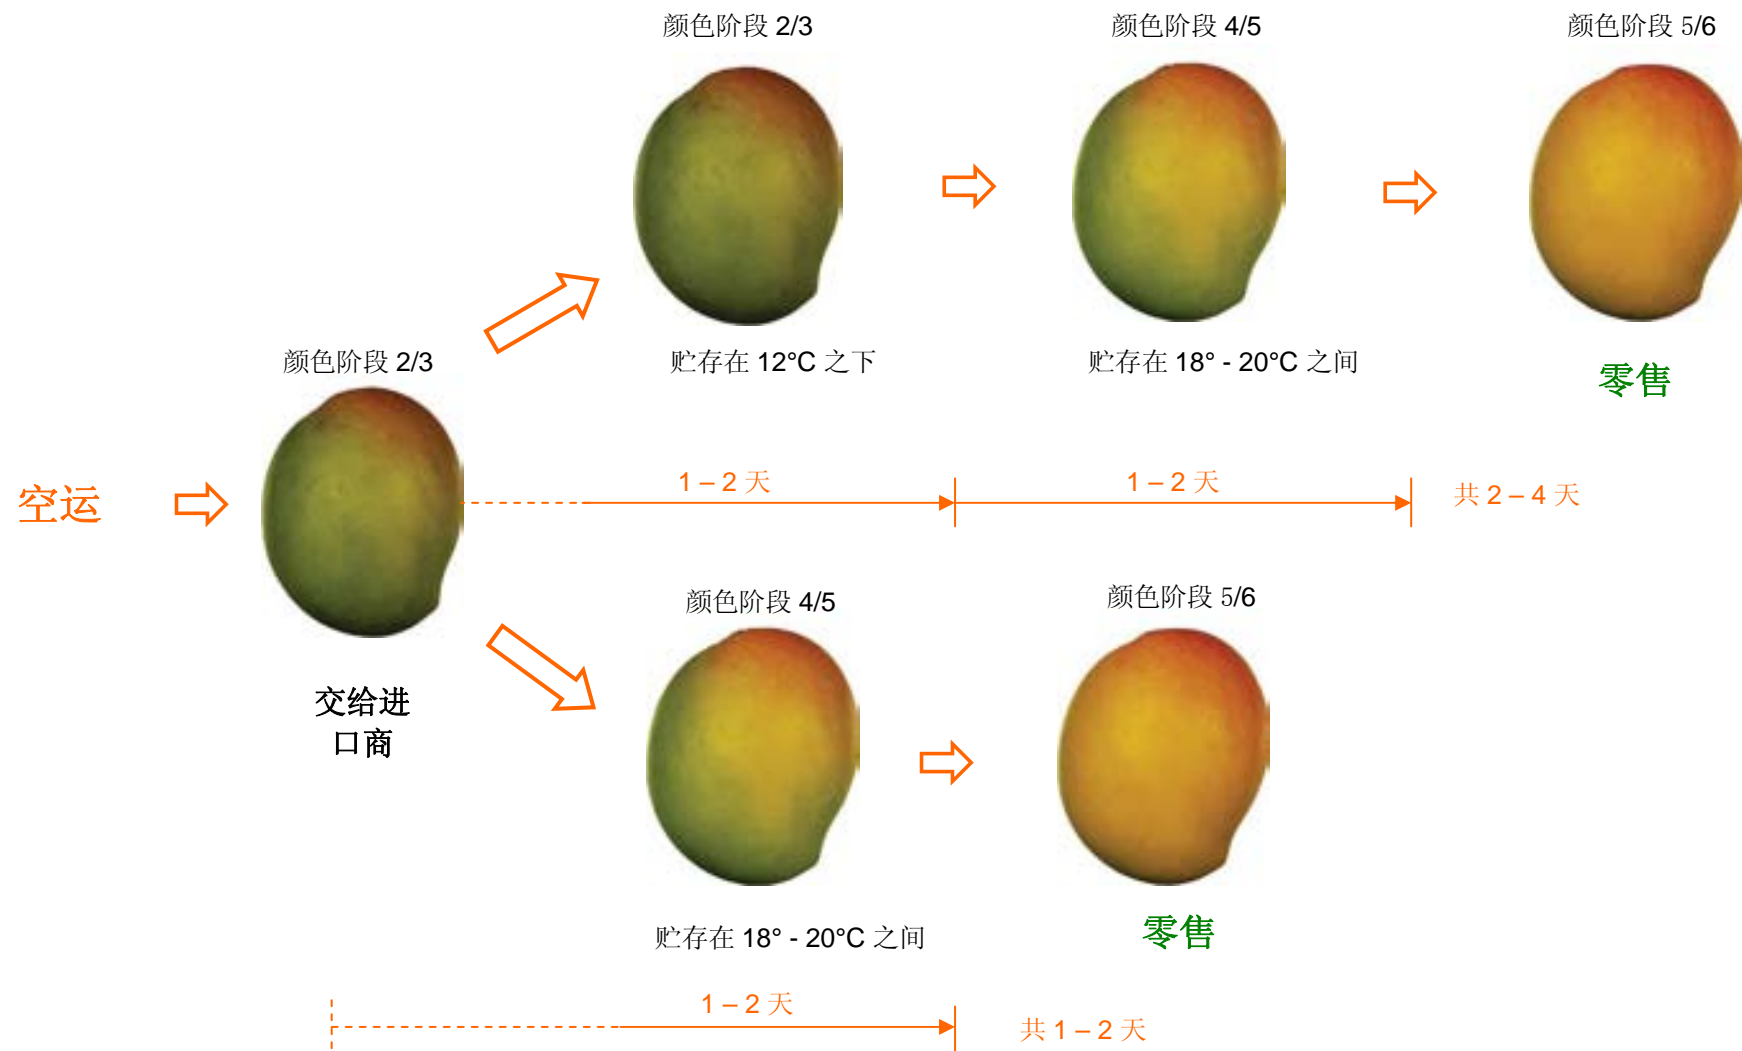 颜色阶段 2/3
颜色阶段 4/5
颜色阶段 5/6
贮存在 12°C 之下
贮存在 18° - 20°C 之间
零售
颜色阶段 2/3
空运
1 – 2 天
1 – 2 天
共 2 – 4 天
交给进
口商
颜色阶段 4/5
颜色阶段 5/6
贮存在 18° - 20°C 之间
零售
1 – 2 天
共 1 – 2 天